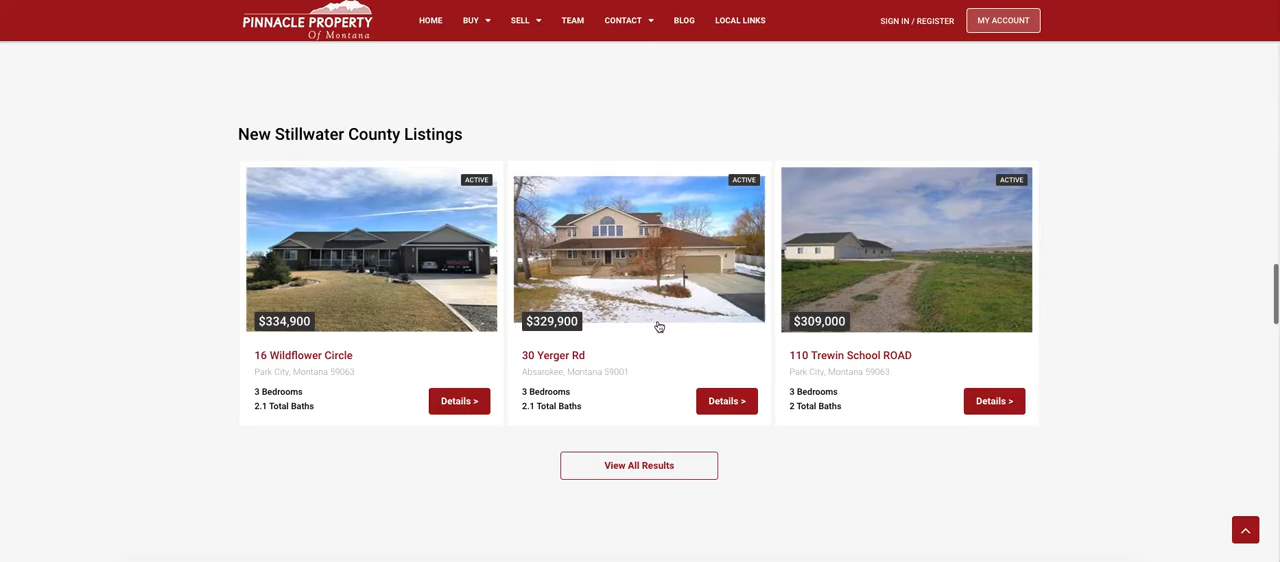 PINNACLE PROPERTY
Of Montana
HOME
BUY
SELL
TEAM
CONTACT
BLOG
LOCAL LINKS
SIGN IN / REGISTER
MY ACCOUNT
New Stillwater County Listings
ACTIVE
$334,900
16 Wildflower Circle
Park City, Montana 59063
3 Bedrooms
2.1 Total Baths
Details >
ACTIVE
$329,900
30 Yerger Rd
Absarokee, Montana 59001
3 Bedrooms
2.1 Total Baths
Details >
ACTIVE
$309,000
110 Trewin School ROAD
Park City, Montana 59063
3 Bedrooms
2 Total Baths
Details >
View All Results